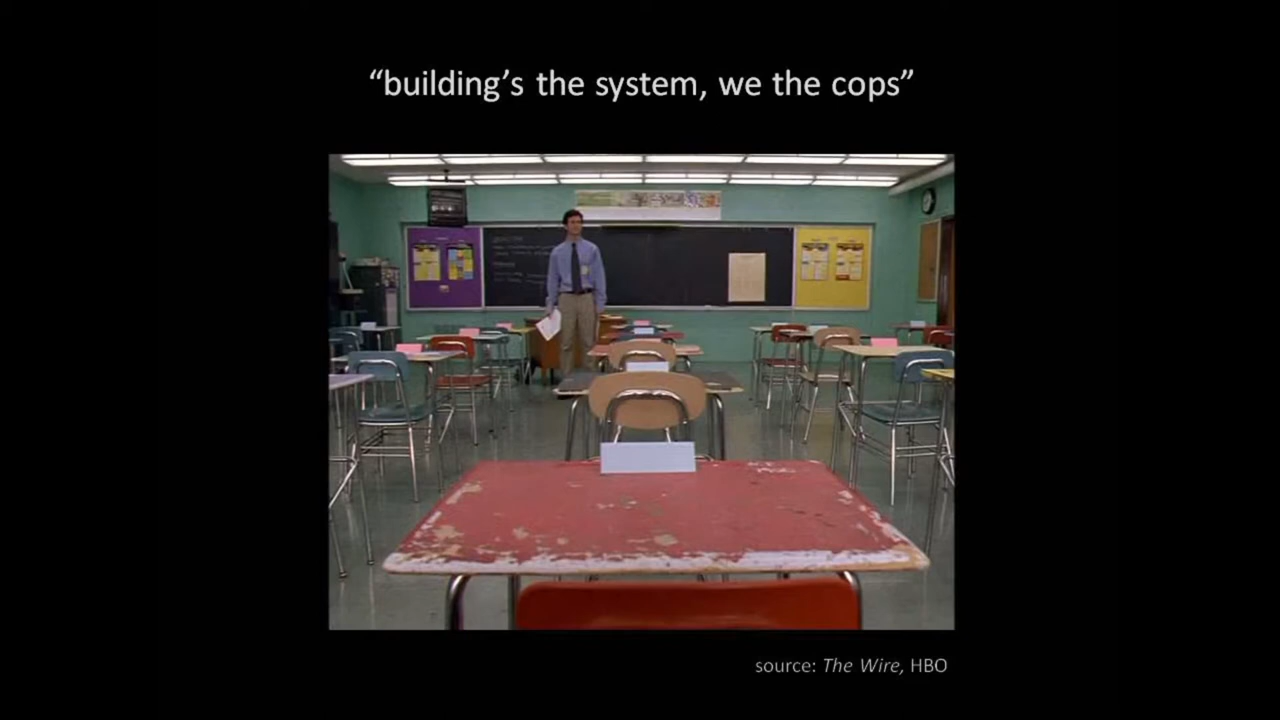 “building’s the system, we the cops”
source: The Wire, HBO